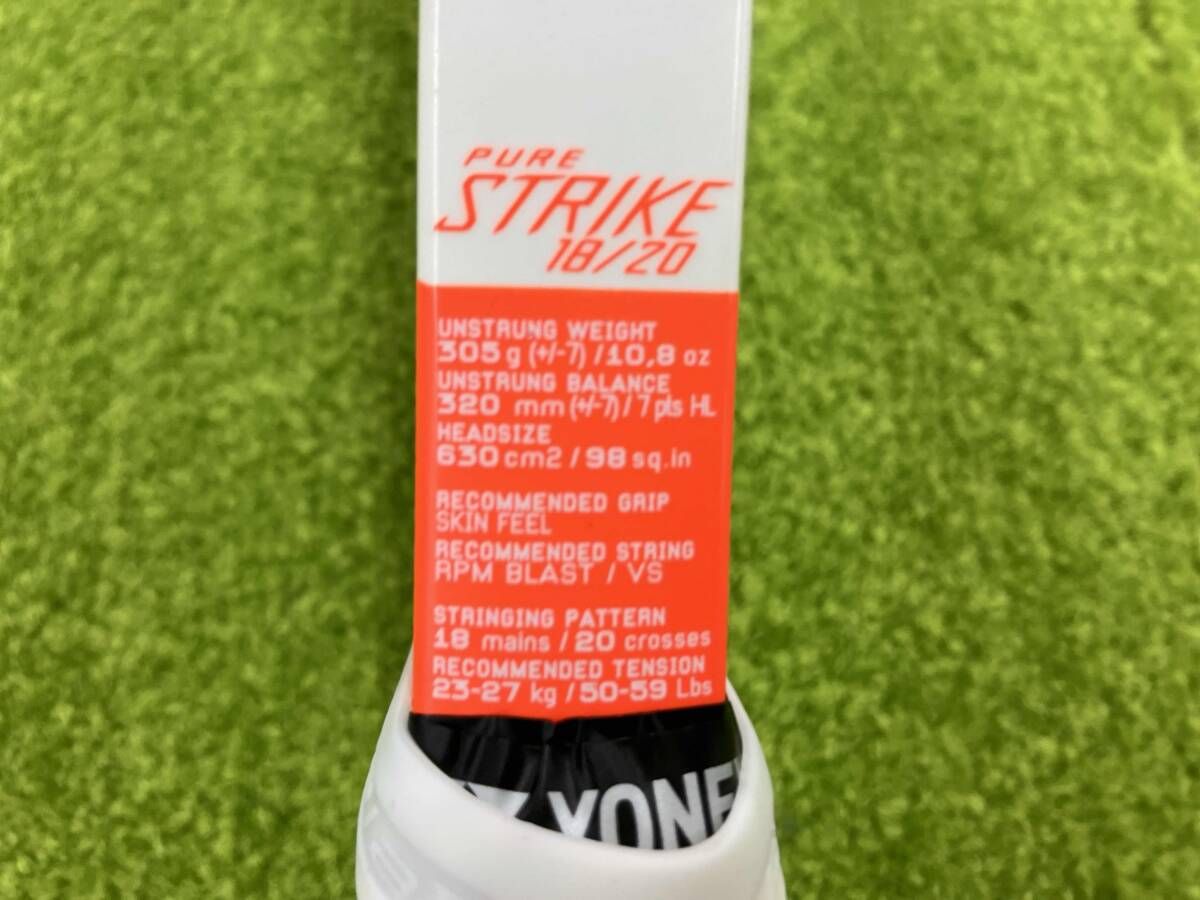 PURE
STRIKE
18/20
UNSTRUNG WEIGHT
305 g (+/-7) / 10,8 oz
UNSTRUNG BALANCE
320 mm (+/-7) / 7 pts HL
HEADSIZE
630 cm2 / 98 sq.in
RECOMMENDED GRIP
SKIN FEEL
RECOMMENDED STRING
RPM BLAST / VS
STRINGING PATTERN
18 mains / 20 crosses
RECOMMENDED TENSION
23-27 kg / 50-59 Lbs